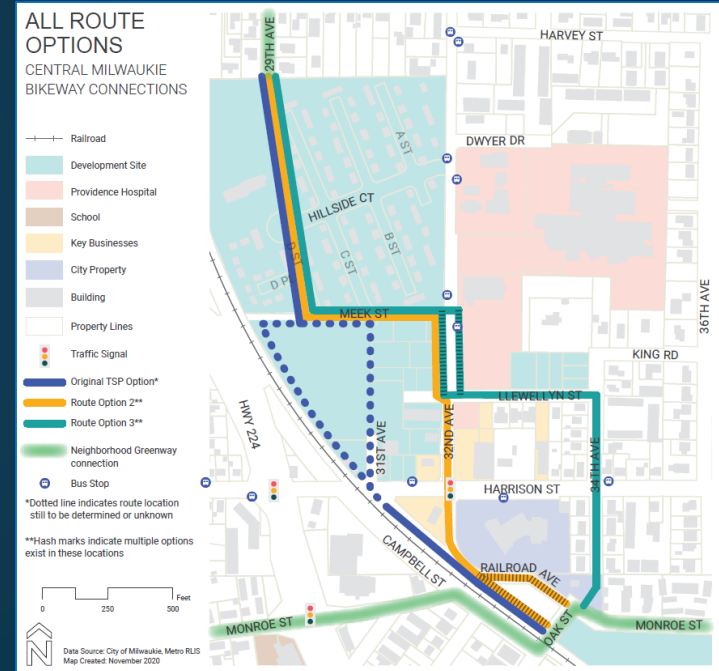 ALL ROUTE
OPTIONS
CENTRAL MILWAUKIE
BIKEWAY CONNECTIONS
Railroad
Development Site
Providence Hospital
School
Key Businesses
City Property
Building
Property Lines
Traffic Signal
Original TSP Option*
Route Option 2**
Route Option 3**
Neighborhood Greenway
connection
Bus Stop
*Dotted line indicates route location
still to be determined or unknown
**Hash marks indicate multiple options
exist in these locations
0 250 500 Feet
N
Data Source: City of Milwaukie, Metro RLIS
Map Created: November 2020
29TH AVE
HARVEY ST
DWYER DR
A ST
HILLSIDE CT
B ST
C ST
D ST
D P
MEEK ST
36TH AVE
KING RD
LLEWELLYN ST
HWY 224
31ST AVE
32ND AVE
34TH AVE
HARRISON ST
CAMPBELL ST
RAILROAD AVE
OAK ST
MONROE ST
MONROE ST